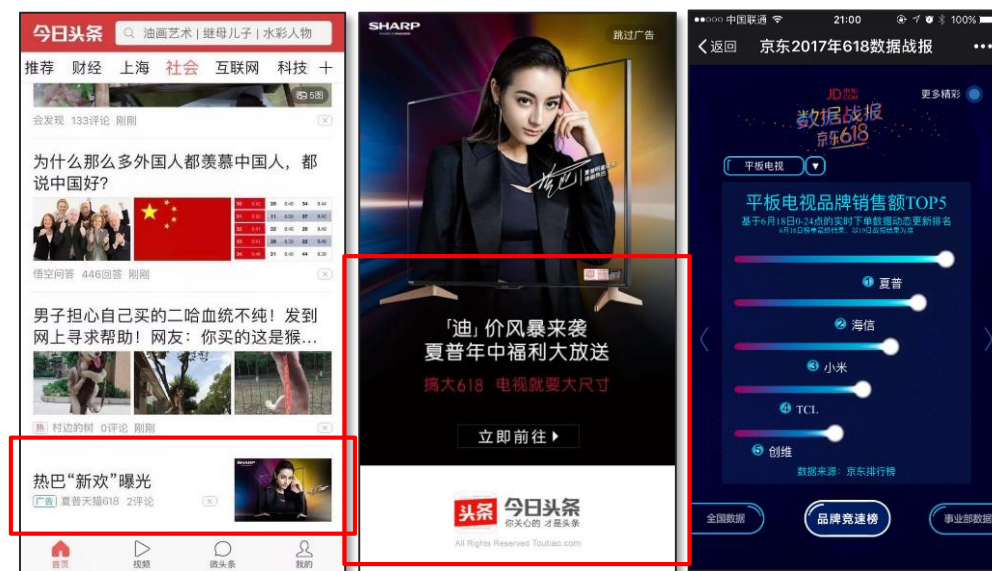 今日头条
油画艺术 | 继母儿子 | 水彩人物
推荐 财经 上海 社会 互联网 科技 +
5图
会发现 133评论 刚刚
为什么那么多外国人都羡慕中国人，都
说中国好？
悟空问答 446回答 刚刚
男子担心自己买的二哈血统不纯！发到
网上寻求帮助！网友：你买的这是猴...
热 村边的树 0评论 刚刚
热巴“新欢”曝光
广告 夏普天猫618 2评论
首页 视频 微头条 我的
SHARP
跳过广告
「迪」价风暴来袭
夏普年中福利大放送
搞大618 电视就要大尺寸
立即前往
头条 今日头条
你关心的 才是头条
All Rights Reserved Toutiao.com
中国联通 21:00 100%
返回 京东2017年618数据战报
JD京东
.COM
更多精彩
数据战报
京东618
平板电视
平板电视品牌销售额TOP5
基于6月18日0-24点的实时下单数据动态更新排名
1 夏普
2 海信
3 小米
4 TCL
5 创维
数据来源：京东排行榜
全国数据 品牌竞速榜 事业部数据